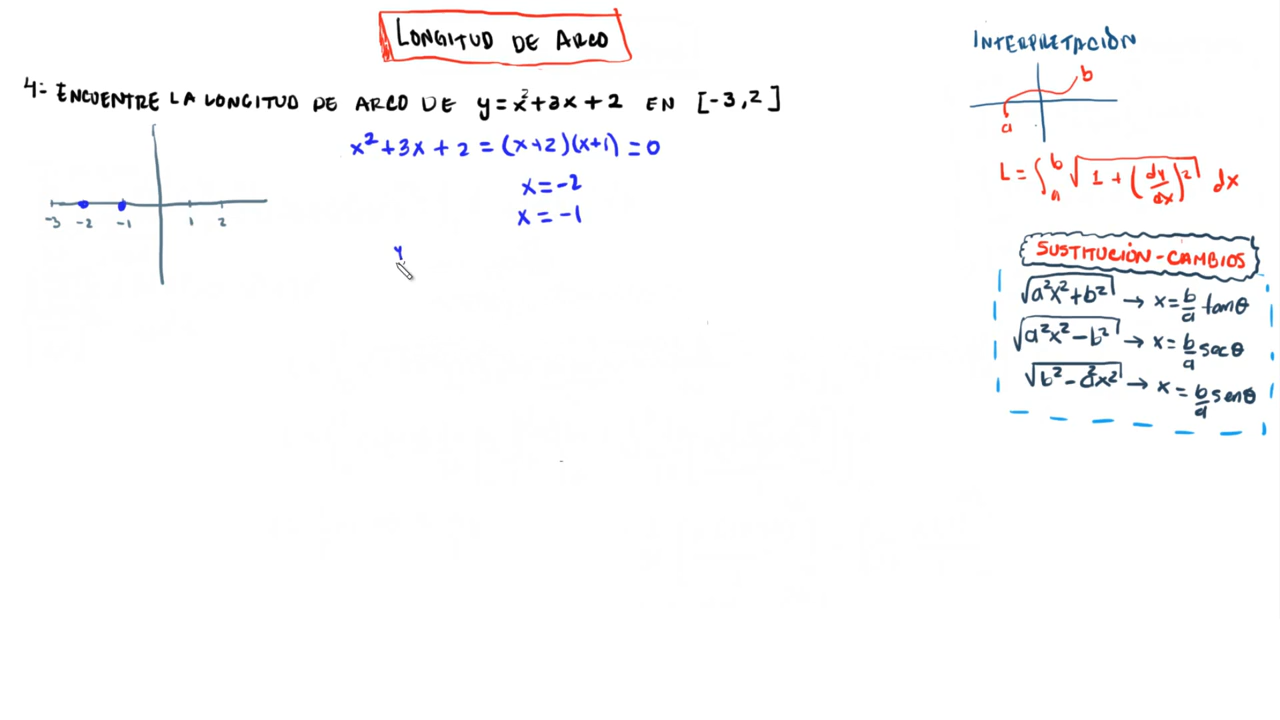 LONGITUD DE ARCO
4= ENCUENTRE LA LONGITUD DE ARCO DE y = x²+3x+2 EN [-3,2]
x² + 3x + 2 = (x+2)(x+1) = 0
x = -2
x = -1
y
-3 -2 -1 1 2
INTERPRETACIÓN
b
a
L = ∫ₐᵇ √(1 + (dy/dx)²) dx
SUSTITUCIÓN - CAMBIOS
√(a²x²+b²) → x = b/a tanθ
√(a²x² - b²) → x = b/a secθ
√(b² - a²x²) → x = b/a senθ